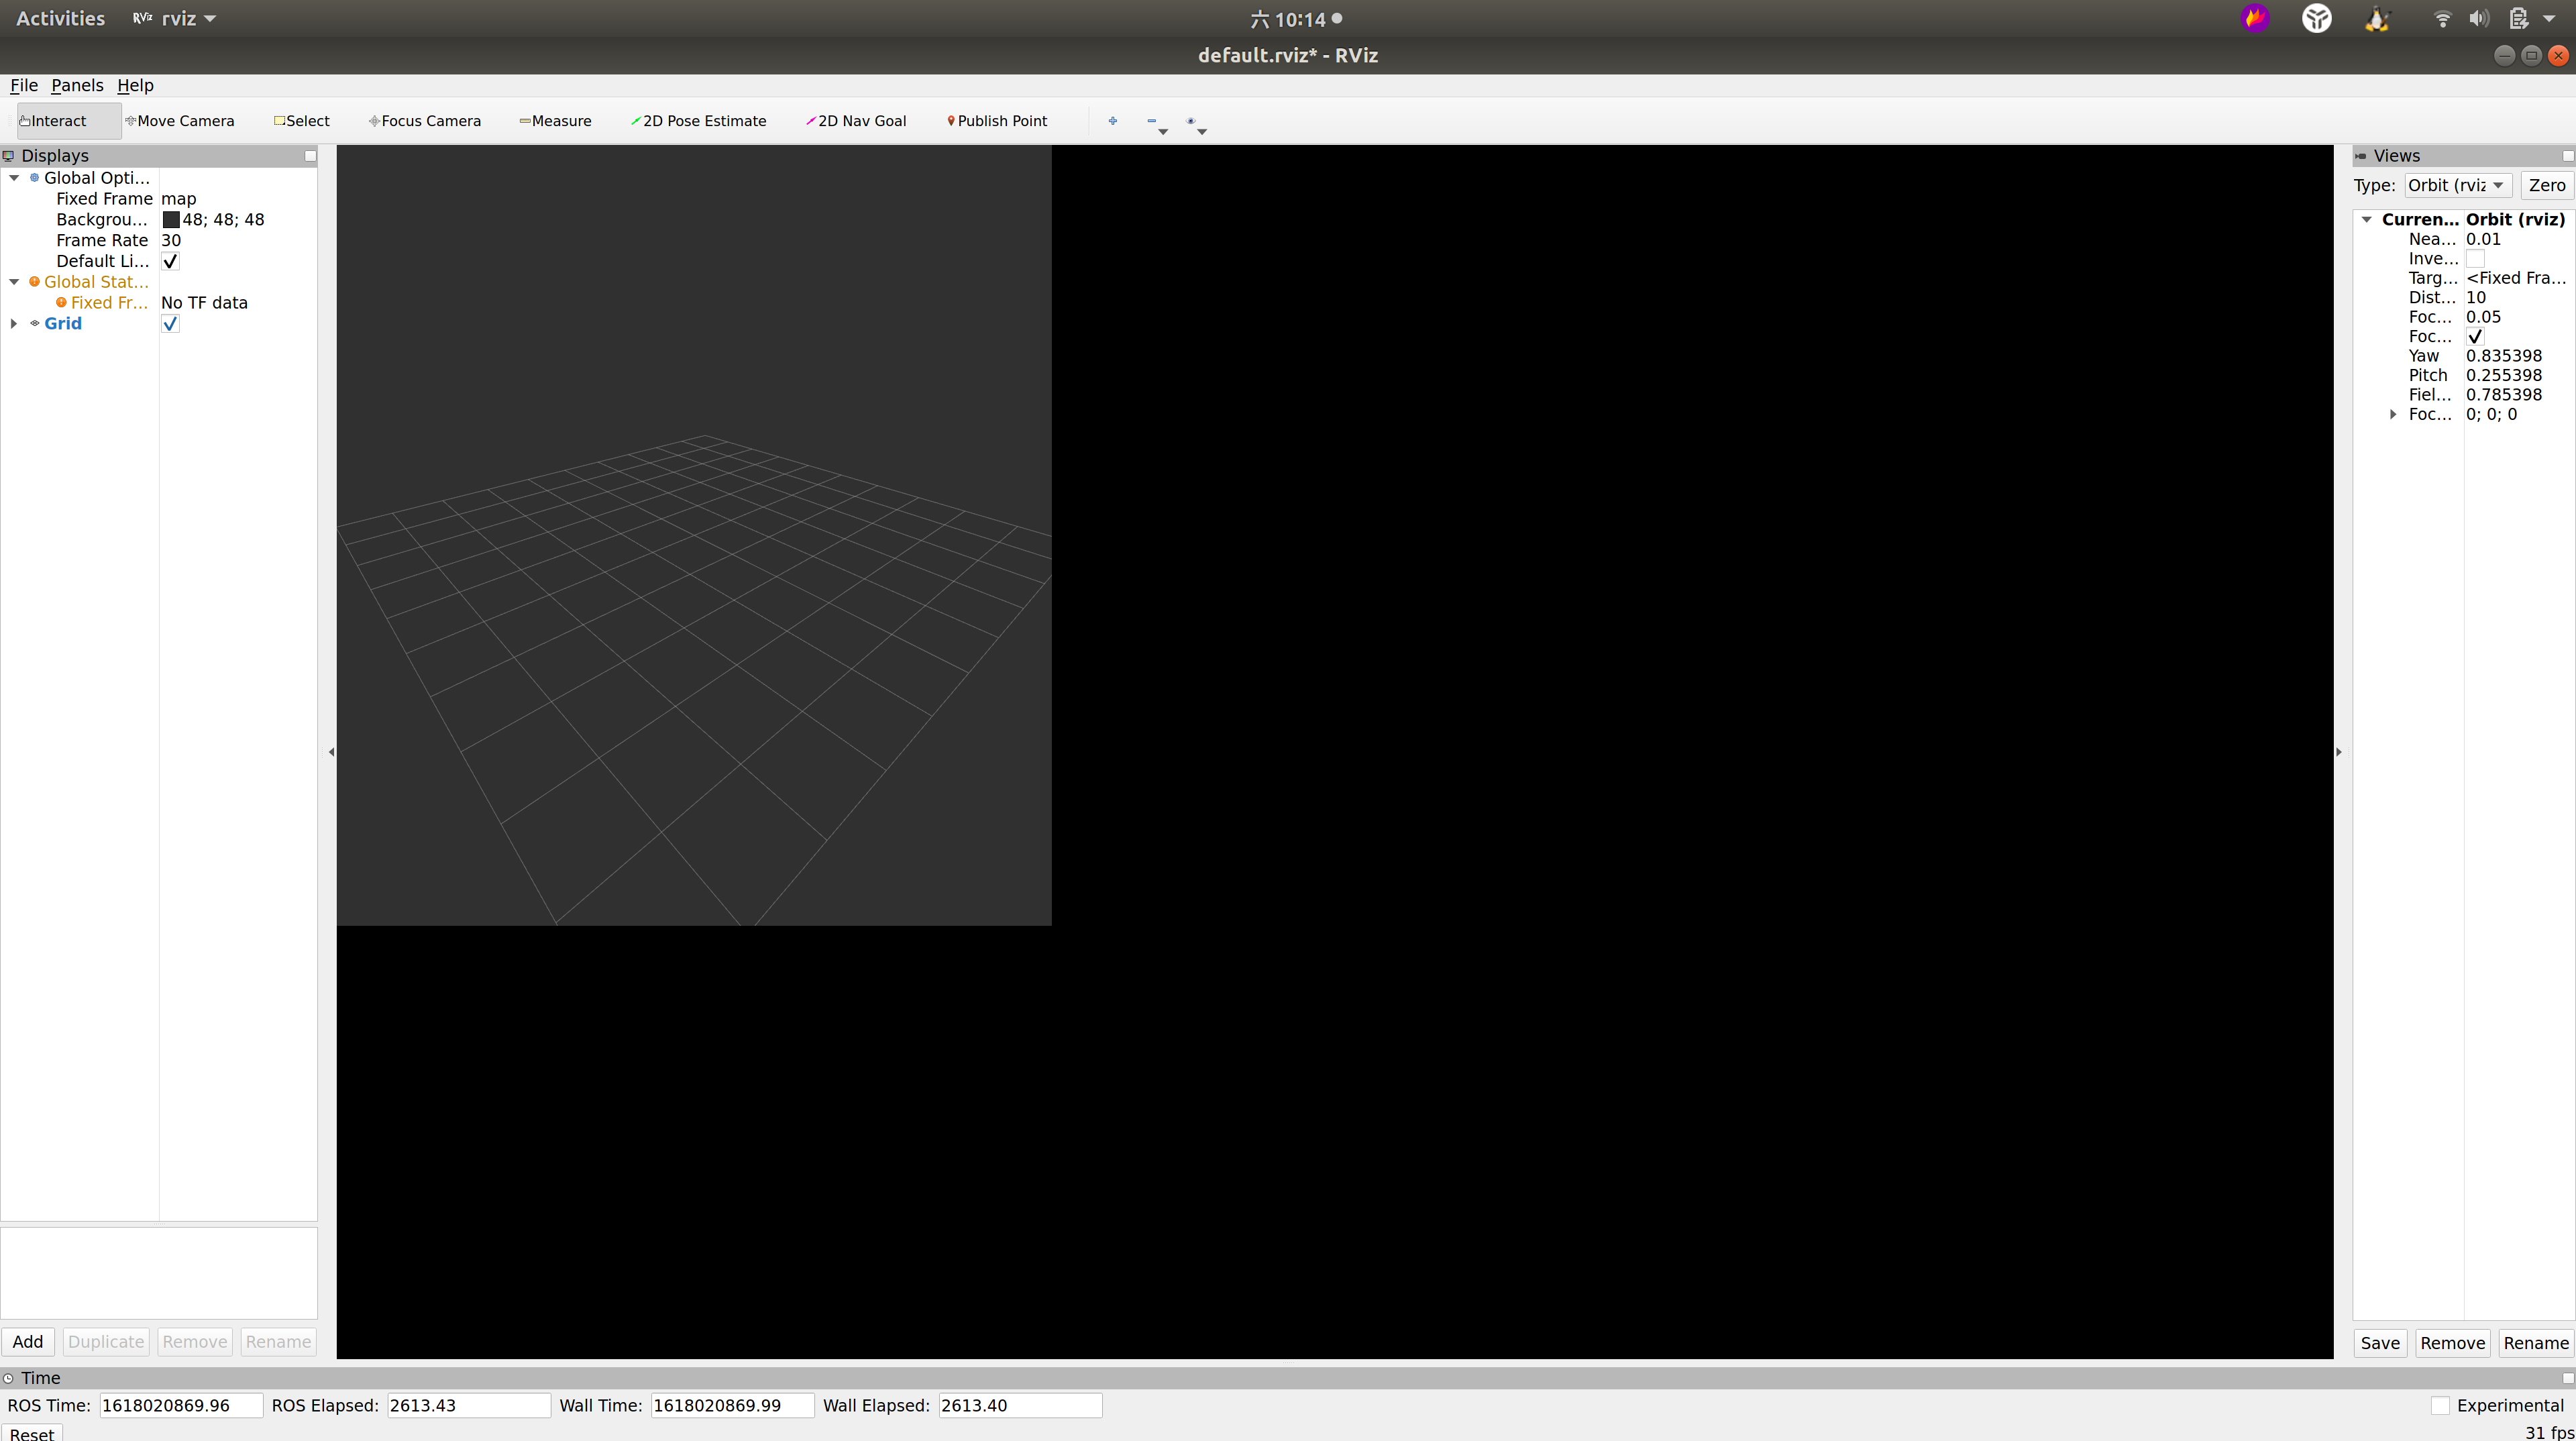 Activities RViz rviz 六 10:14
default.rviz* - RViz
File Panels Help
Interact Move Camera Select Focus Camera Measure 2D Pose Estimate 2D Nav Goal Publish Point
Displays
Global Opti...
Fixed Frame map
Backgrou... 48; 48; 48
Frame Rate 30
Default Li...
Global Stat...
Fixed Fr... No TF data
Grid
Add Duplicate Remove Rename
Views
Type: Orbit (rviz Zero
Curren... Orbit (rviz)
Nea... 0.01
Inve...
Targ... <Fixed Fra...
Dist... 10
Foc... 0.05
Foc...
Yaw 0.835398
Pitch 0.255398
Fiel... 0.785398
Foc... 0; 0; 0
Save Remove Rename
Time
ROS Time: 1618020869.96 ROS Elapsed: 2613.43 Wall Time: 1618020869.99 Wall Elapsed: 2613.40 Experimental
Reset 31 fps